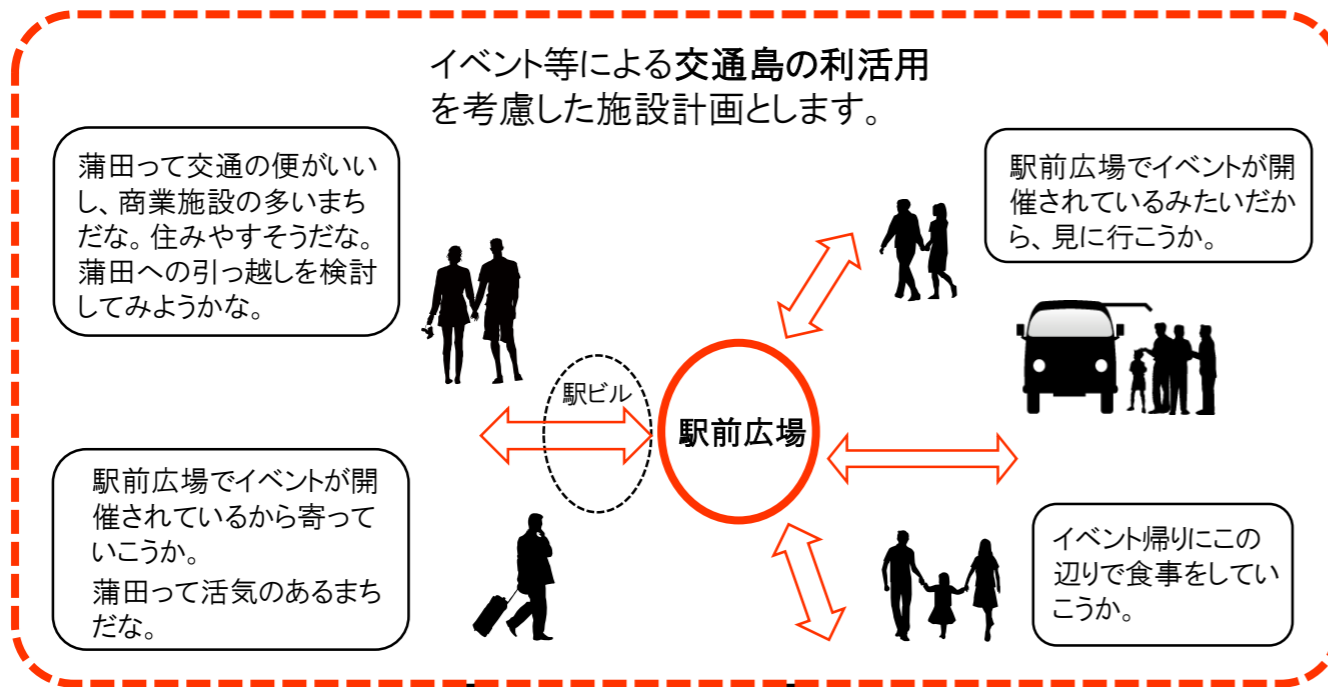 イベント等による交通島の利活用
を考慮した施設計画とします。
蒲田って交通の便がいい
し、商業施設の多いまち
だな。住みやすそうだな。
蒲田への引っ越しを検討
してみようかな。
駅前広場でイベントが開
催されているみたいだか
ら、見に行こうか。
駅ビル
駅前広場
駅前広場でイベントが開
催されているから寄って
いこうか。
蒲田って活気のあるまち
だな。
イベント帰りにこの
辺りで食事をしてい
こうか。